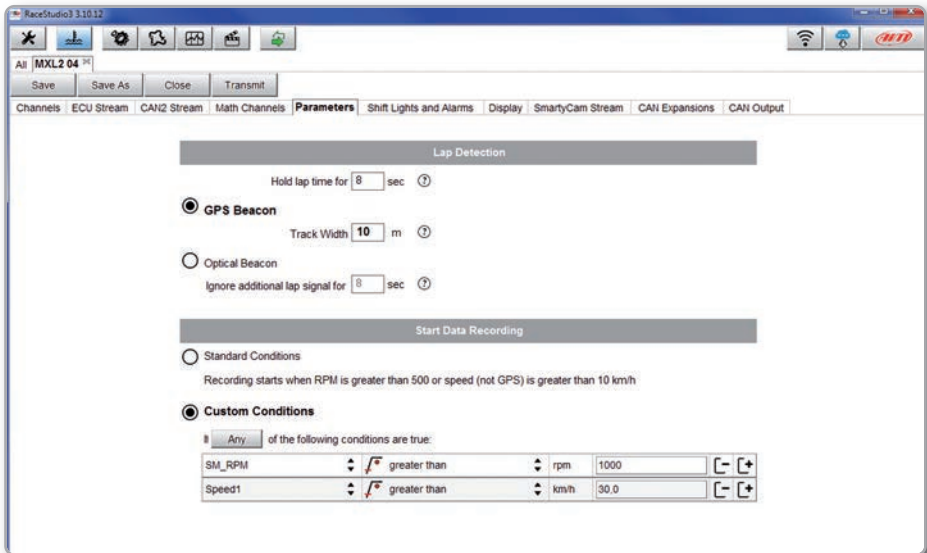 RaceStudio3 3.10.12
AiM
All MXL2 04
Save Save As Close Transmit
Channels ECU Stream CAN2 Stream Math Channels Parameters Shift Lights and Alarms Display SmartyCam Stream CAN Expansions CAN Output
Lap Detection
Hold lap time for 8 sec ?
GPS Beacon
Track Width 10 m ?
Optical Beacon
Ignore additional lap signal for 8 sec ?
Start Data Recording
Standard Conditions
Recording starts when RPM is greater than 500 or speed (not GPS) is greater than 10 km/h
Custom Conditions
Any of the following conditions are true:
SM_RPM greater than rpm 1000
Speed1 greater than km/h 30,0